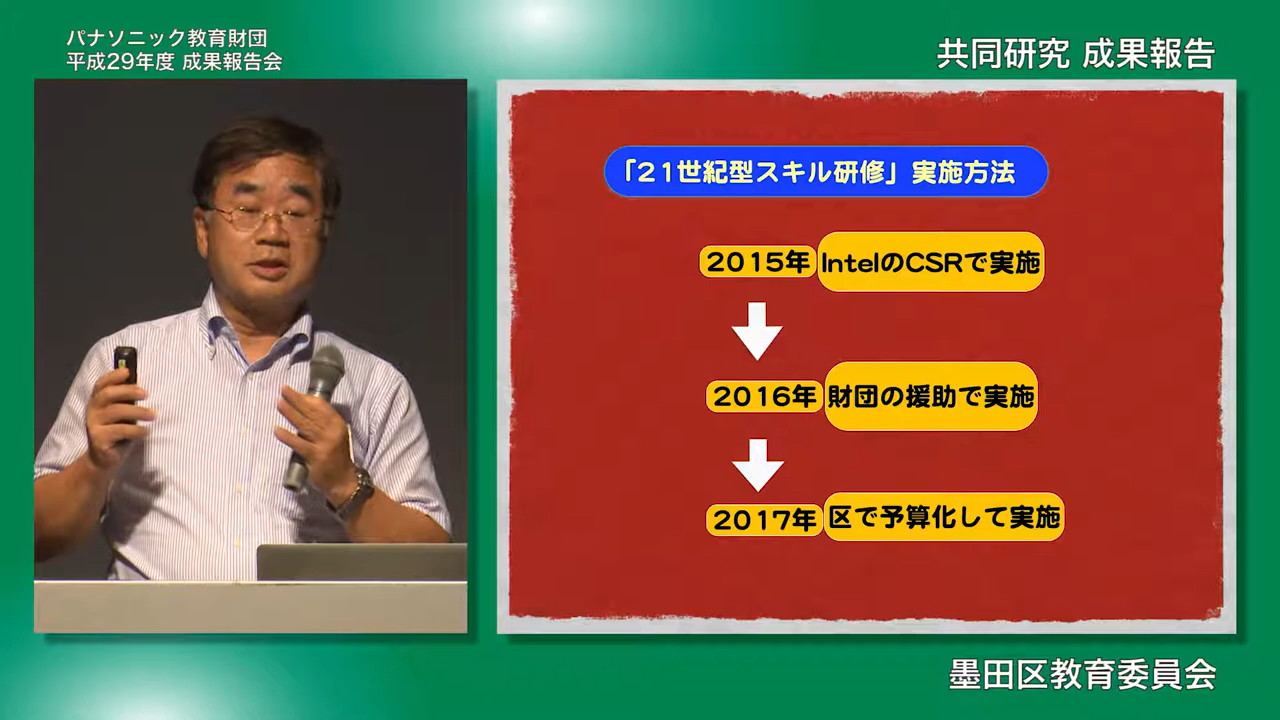 パナソニック教育財団
平成29年度 成果報告会
共同研究 成果報告
「21世紀型スキル研修」実施方法
2015年 IntelのCSRで実施
2016年 財団の援助で実施
2017年 区で予算化して実施
墨田区教育委員会